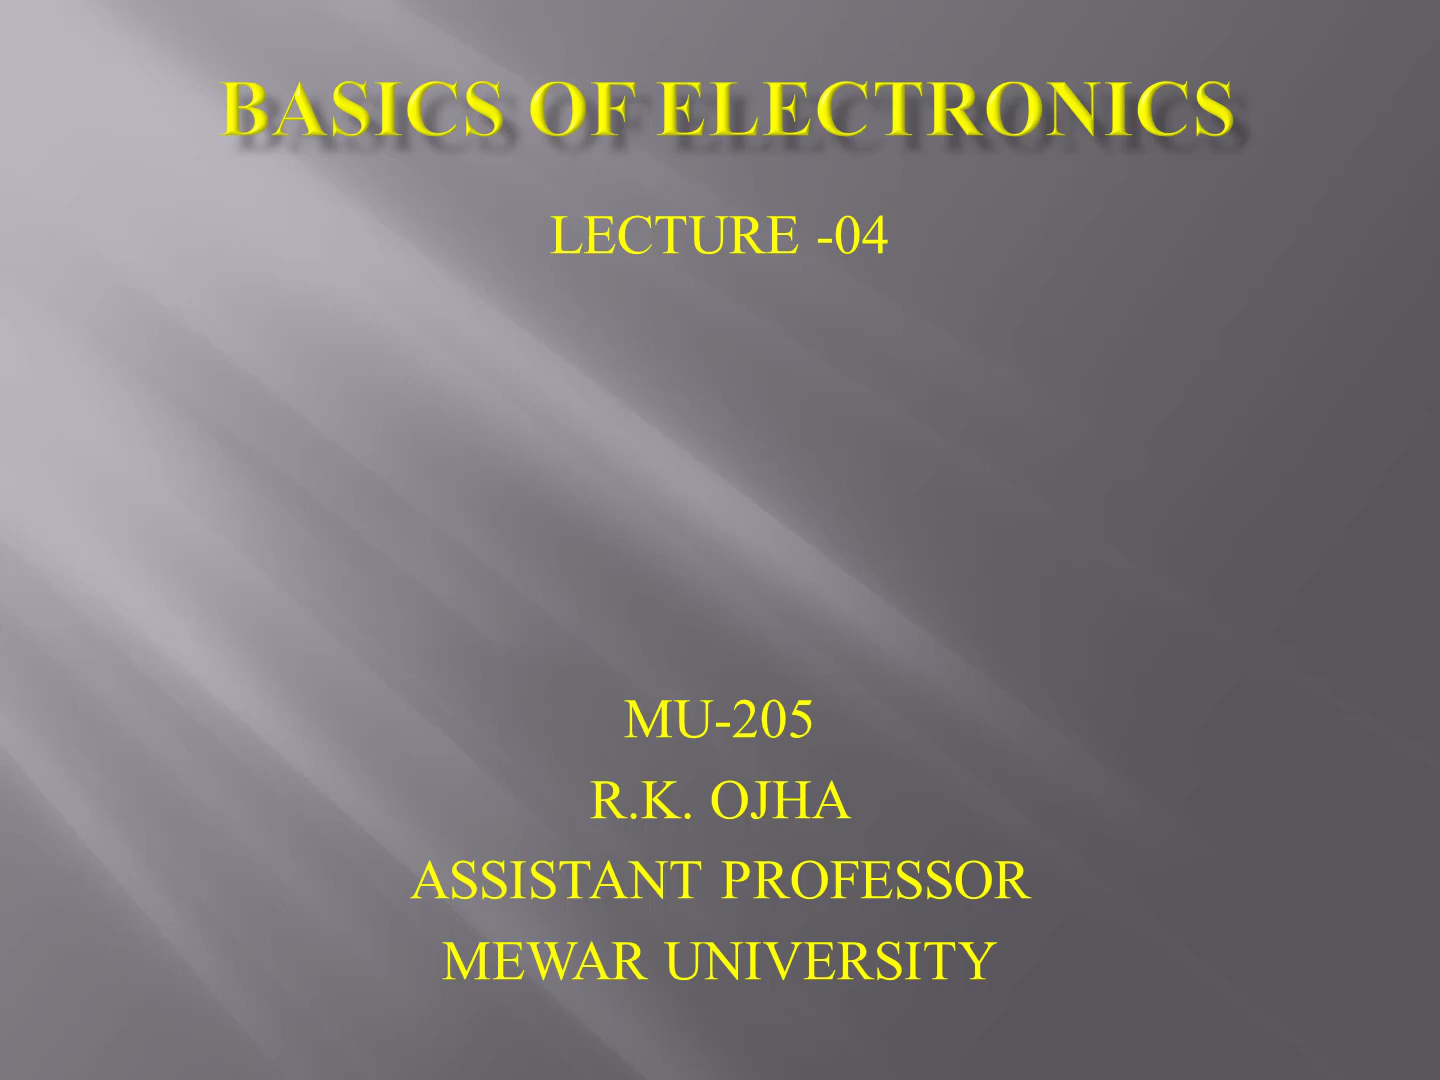 BASICS OF ELECTRONICS
LECTURE -04
MU-205
R.K. OJHA
ASSISTANT PROFESSOR
MEWAR UNIVERSITY